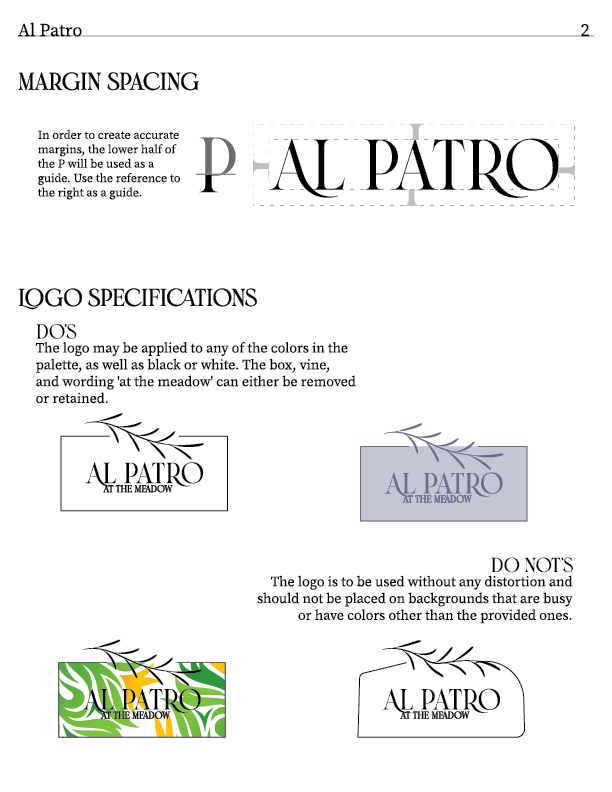 Al Patro 2
MARGIN SPACING
In order to create accurate
margins, the lower half of
the P will be used as a
guide. Use the reference to
the right as a guide.
P
AL PATRO
LOGO SPECIFICATIONS
DO'S
The logo may be applied to any of the colors in the
palette, as well as black or white. The box, vine,
and wording 'at the meadow' can either be removed
or retained.
AL PATRO
AT THE MEADOW
AL PATRO
AT THE MEADOW
DO NOT'S
The logo is to be used without any distortion and
should not be placed on backgrounds that are busy
or have colors other than the provided ones.
AL PATRO
AT THE MEADOW
AL PATRO
AT THE MEADOW